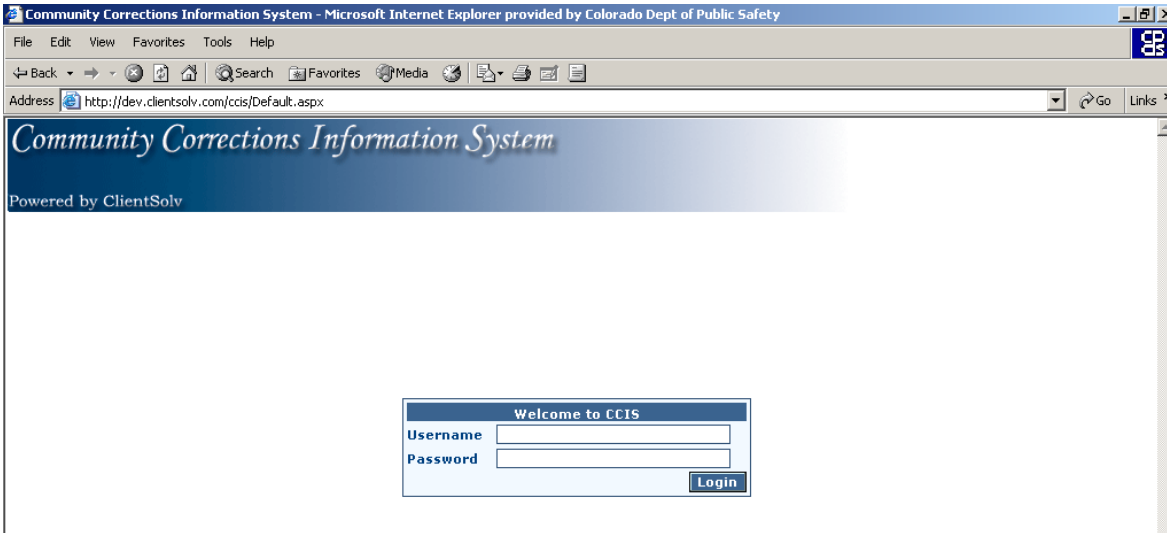 Community Corrections Information System - Microsoft Internet Explorer provided by Colorado Dept of Public Safety
File Edit View Favorites Tools Help
Back Search Favorites Media
Address http://dev.clientsolv.com/ccis/Default.aspx Go Links
Community Corrections Information System
Powered by ClientSolv
Welcome to CCIS
Username
Password
Login